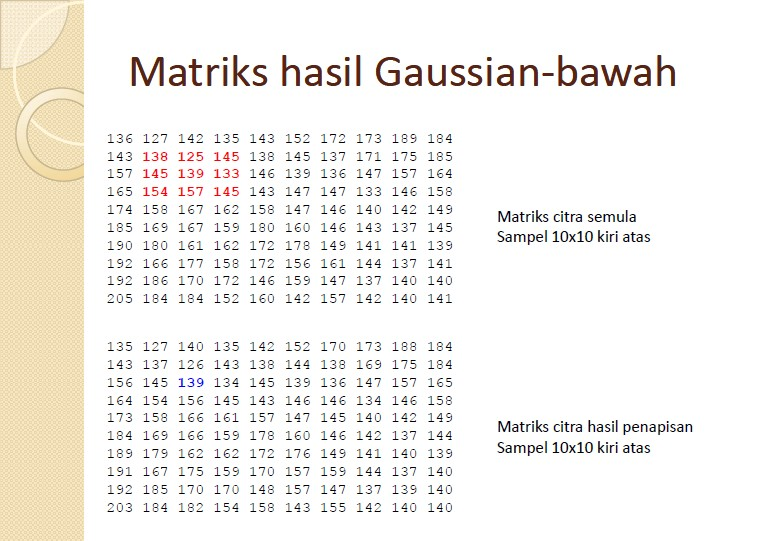 Matriks hasil Gaussian-bawah
136 127 142 135 143 152 172 173 189 184
143 138 125 145 138 145 137 171 175 185
157 145 139 133 146 139 136 147 157 164
165 154 157 145 143 147 147 133 146 158
174 158 167 162 158 147 146 140 142 149
185 169 167 159 180 160 146 143 137 145
190 180 161 162 172 178 149 141 141 139
192 166 177 158 172 156 161 144 137 141
192 186 170 172 146 159 147 137 140 140
205 184 184 152 160 142 157 142 140 141
Matriks citra semula
Sampel 10x10 kiri atas
135 127 140 135 142 152 170 173 188 184
143 137 126 143 138 144 138 169 175 184
156 145 139 134 145 139 136 147 157 165
164 154 156 145 143 146 146 134 146 158
173 158 166 161 157 147 145 140 142 149
184 169 166 159 178 160 146 142 137 144
189 179 162 162 172 176 149 141 140 139
191 167 175 159 170 157 159 144 137 140
192 185 170 170 148 157 147 137 139 140
203 184 182 154 158 143 155 142 140 140
Matriks citra hasil penapisan
Sampel 10x10 kiri atas